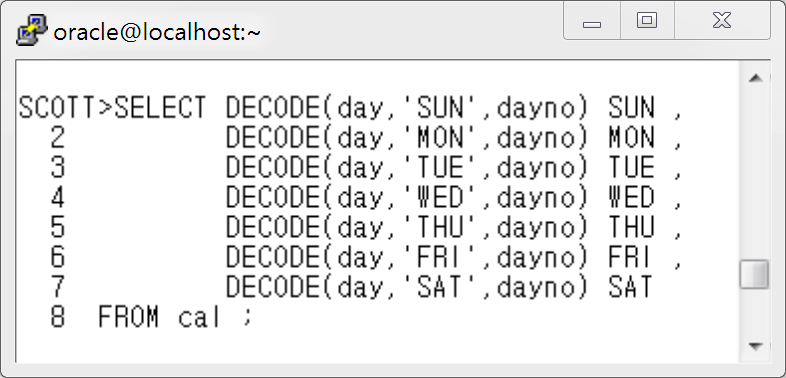 oracle@localhost:~
SCOTT>SELECT DECODE(day,'SUN',dayno) SUN ,
  2          DECODE(day,'MON',dayno) MON ,
  3          DECODE(day,'TUE',dayno) TUE ,
  4          DECODE(day,'WED',dayno) WED ,
  5          DECODE(day,'THU',dayno) THU ,
  6          DECODE(day,'FRI',dayno) FRI ,
  7          DECODE(day,'SAT',dayno) SAT
  8  FROM cal ;